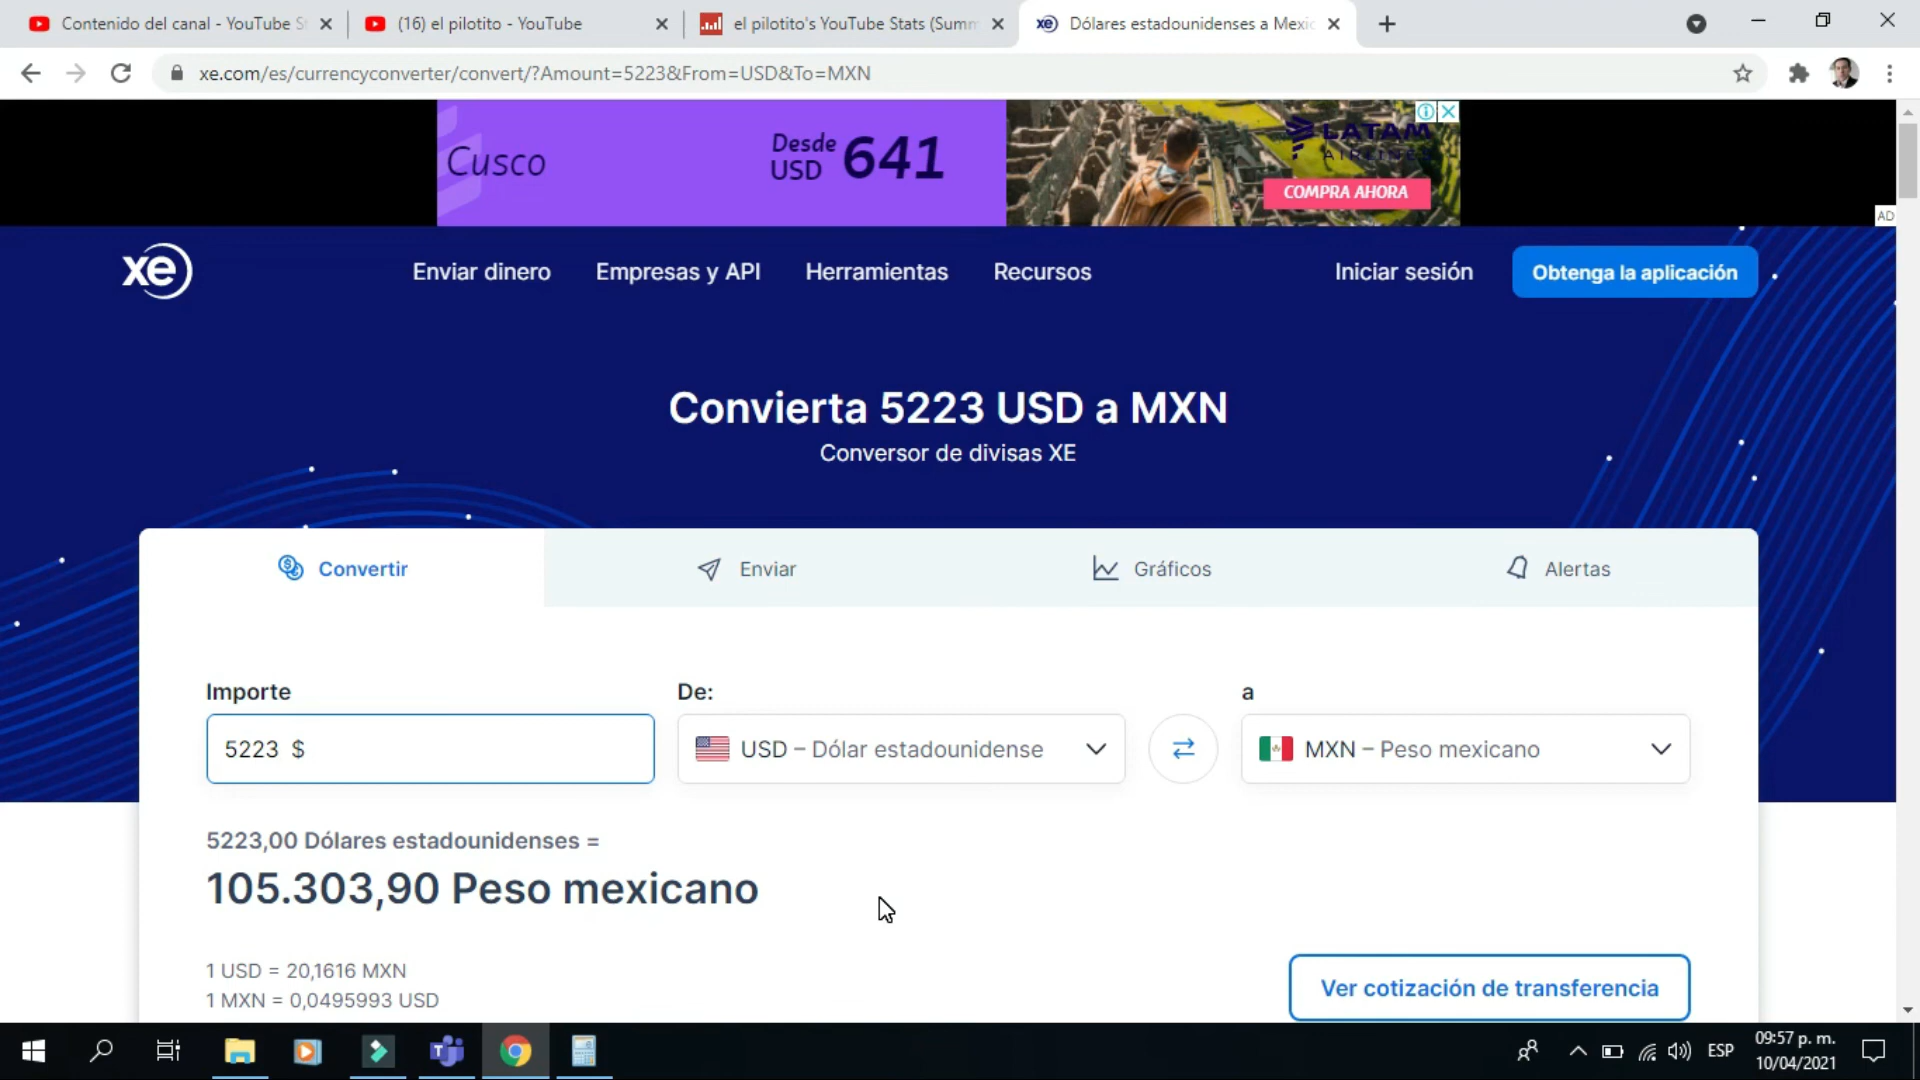 Contenido del canal - YouTube S
(16) el pilotito - YouTube
el pilotito's YouTube Stats (Summ
Dólares estadounidenses a Mexic
xe.com/es/currencyconverter/convert/?Amount=5223&From=USD&To=MXN
Cusco
Desde
USD 641
LATAM
AIRLINES
COMPRA AHORA
AD
xe
Enviar dinero
Empresas y API
Herramientas
Recursos
Iniciar sesión
Obtenga la aplicación
Convierta 5223 USD a MXN
Conversor de divisas XE
Convertir
Enviar
Gráficos
Alertas
Importe
De:
a
5223 $
USD – Dólar estadounidense
MXN – Peso mexicano
5223,00 Dólares estadounidenses =
105.303,90 Peso mexicano
1 USD = 20,1616 MXN
1 MXN = 0,0495993 USD
Ver cotización de transferencia
ESP
09:57 p. m.
10/04/2021